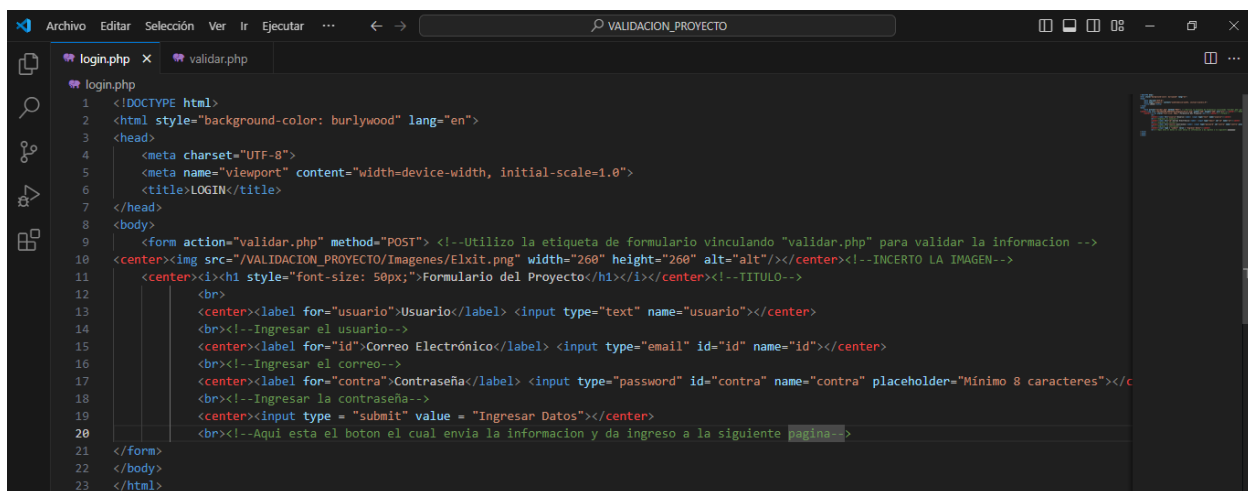 Archivo Editar Selección Ver Ir Ejecutar ··· VALIDACION_PROYECTO
login.php validar.php
login.php
1 <!DOCTYPE html>
2 <html style="background-color: burlywood" lang="en">
3 <head>
4 <meta charset="UTF-8">
5 <meta name="viewport" content="width=device-width, initial-scale=1.0">
6 <title>LOGIN</title>
7 </head>
8 <body>
9 <form action="validar.php" method="POST"> <!--Utilizo la etiqueta de formulario vinculando "validar.php" para validar la informacion -->
10 <center><img src="/VALIDACION_PROYECTO/Imagenes/Elxit.png" width="260" height="260" alt="alt"/></center><!--INCERTO LA IMAGEN-->
11 <center><i><h1 style="font-size: 50px;">Formulario del Proyecto</h1></i></center><!--TITULO-->
12 <br>
13 <center><label for="usuario">Usuario</label> <input type="text" name="usuario"></center>
14 <br><!--Ingresar el usuario-->
15 <center><label for="id">Correo Electrónico</label> <input type="email" id="id" name="id"></center>
16 <br><!--Ingresar el correo-->
17 <center><label for="contra">Contraseña</label> <input type="password" id="contra" name="contra" placeholder="Mínimo 8 caracteres"></c
18 <br><!--Ingresar la contraseña-->
19 <center><input type = "submit" value = "Ingresar Datos"></center>
20 <br><!--Aqui esta el boton el cual envia la informacion y da ingreso a la siguiente pagina-->
21 </form>
22 </body>
23 </html>